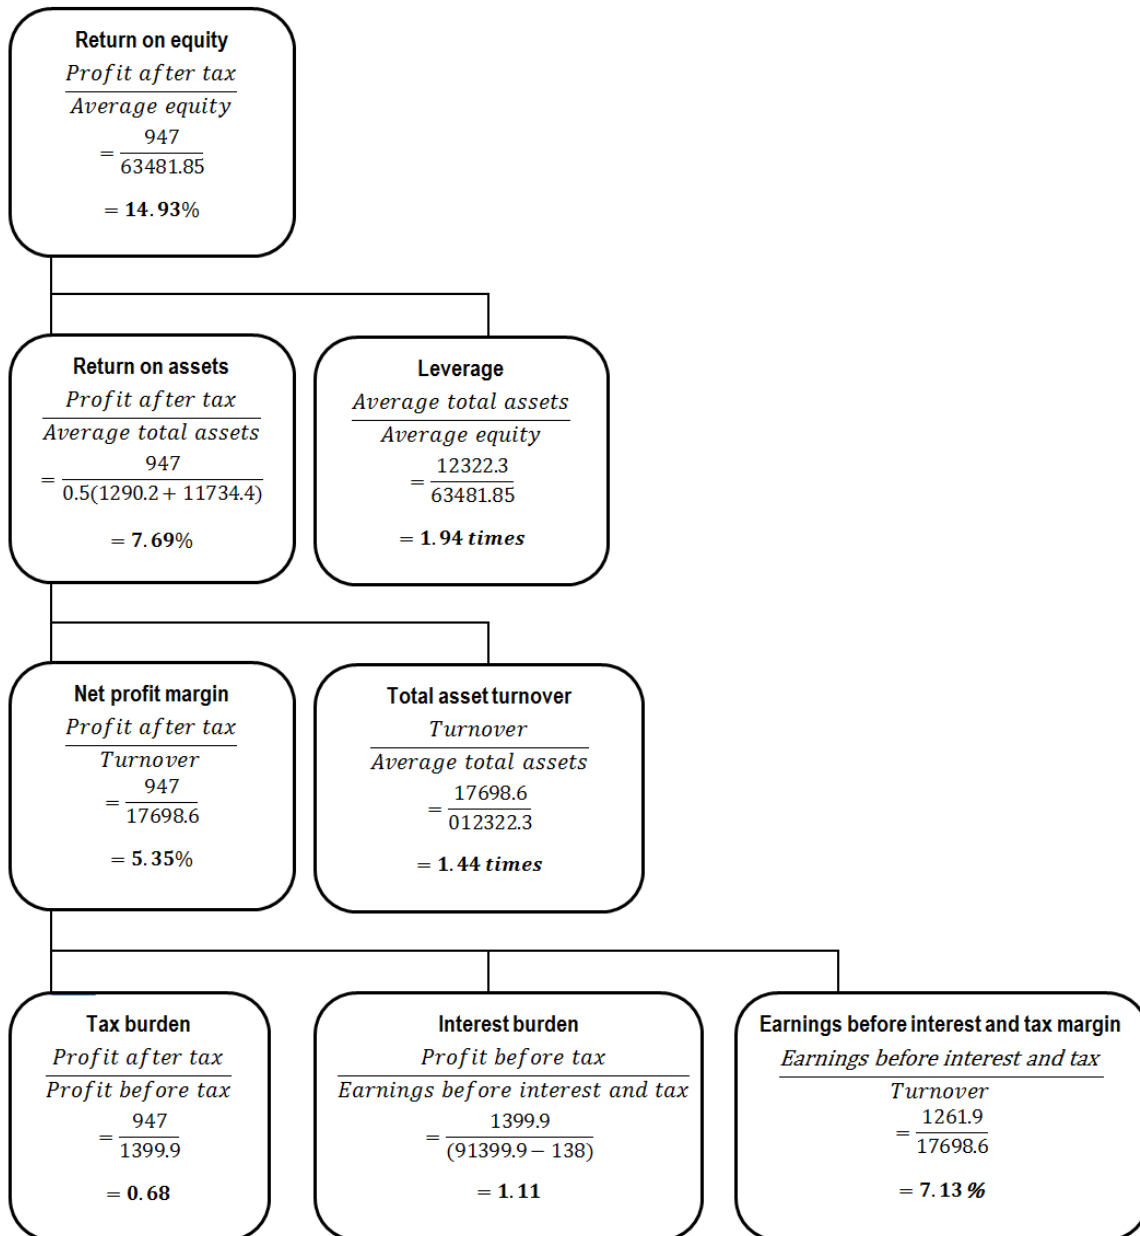 Return on equity
Profit after tax
Average equity
= 947
63481.85
= 14.93%
Return on assets
Profit after tax
Average total assets
= 947
0.5(1290.2 + 11734.4)
= 7.69%
Leverage
Average total assets
Average equity
= 12322.3
63481.85
= 1.94 times
Net profit margin
Profit after tax
Turnover
= 947
17698.6
= 5.35%
Total asset turnover
Turnover
Average total assets
= 17698.6
012322.3
= 1.44 times
Tax burden
Profit after tax
Profit before tax
= 947
1399.9
= 0.68
Interest burden
Profit before tax
Earnings before interest and tax
= 1399.9
(91399.9 − 138)
= 1.11
Earnings before interest and tax margin
Earnings before interest and tax
Turnover
= 1261.9
17698.6
= 7.13 %